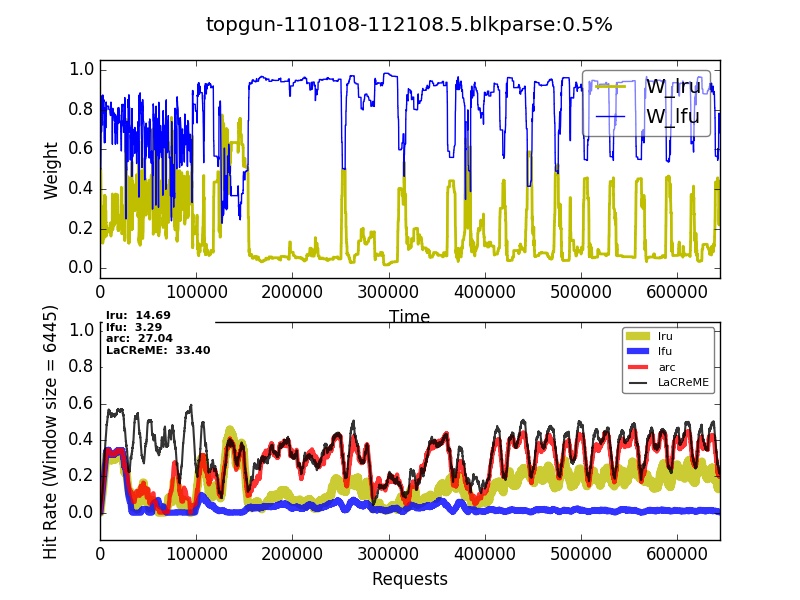 topgun-110108-112108.5.blkparse:0.5%
1.0
0.8
0.6
0.4
0.2
0.0
Weight
W_lru
W_lfu
0 100000 200000 300000 400000 500000 600000
Time
lru: 14.69
lfu: 3.29
arc: 27.04
LaCReME: 33.40
1.0
0.8
0.6
0.4
0.2
0.0
Hit Rate (Window size = 6445)
lru
lfu
arc
LaCReME
0 100000 200000 300000 400000 500000 600000
Requests